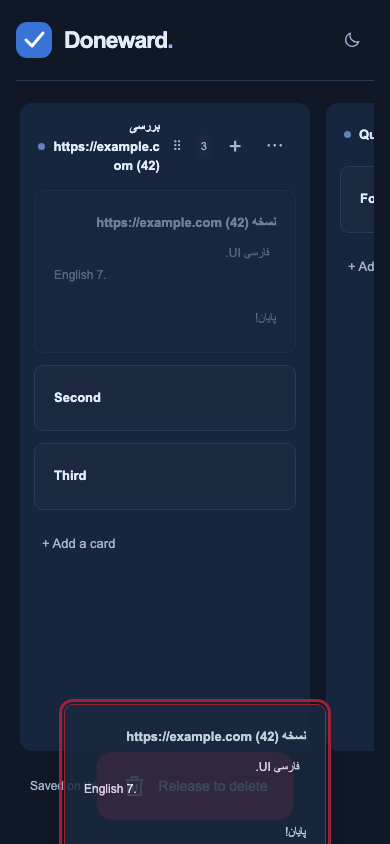 Doneward.
بررسی
https://example.c
om (42)
3
Qu
نسخه https://example.com (42)
فارسی UI.
English 7.
پایان!
Fo
+ Ad
Second
Third
+ Add a card
نسخه https://example.com (42)
فارسی UI.
Saved
English 7.
Release to delete
پایان!